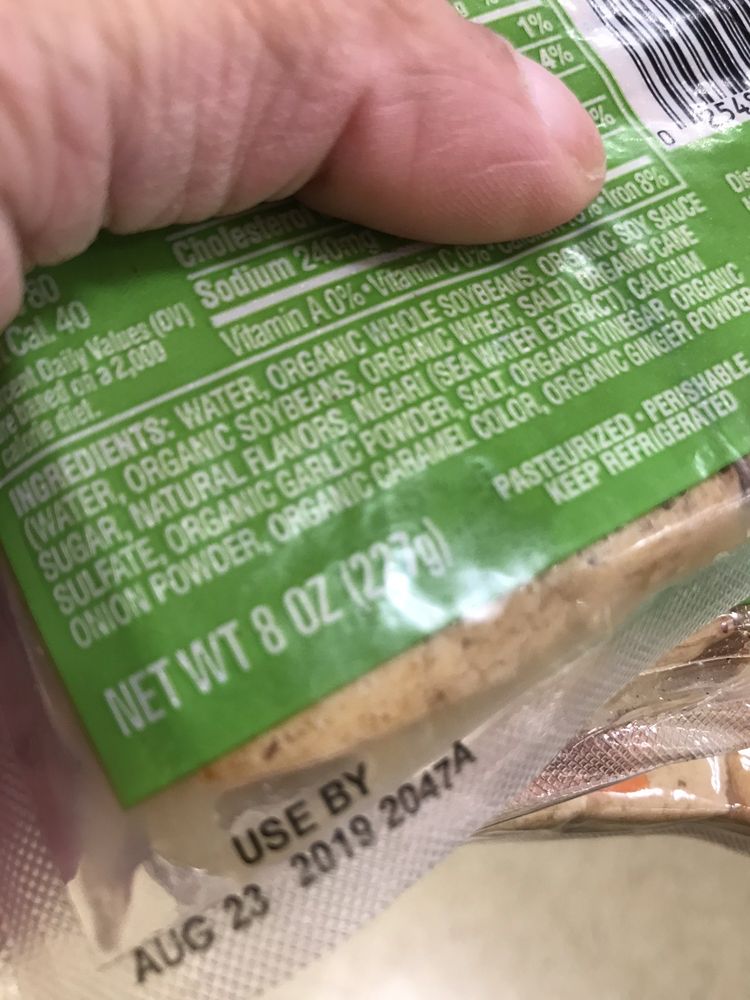 1%
4%
%
0 254
80
Cal. 40
Daily Values (DV)
based on a 2,000
calorie diet.
Cholesterol
Sodium 240mg
Vitamin A 0% • Vitamin C 0% Iron 8%
INGREDIENTS: WATER, ORGANIC WHOLE SOYBEANS, ORGANIC SOY SAUCE
(WATER, ORGANIC SOYBEANS, ORGANIC WHEAT, SALT), ORGANIC CANE
SUGAR, NATURAL FLAVORS, NIGARI (SEA WATER EXTRACT), CALCIUM
SULFATE, ORGANIC GARLIC POWDER, SALT, ORGANIC VINEGAR, ORGANIC
ONION POWDER, ORGANIC CARAMEL COLOR, ORGANIC GINGER POWDER
PASTEURIZED • PERISHABLE
KEEP REFRIGERATED
NET WT 8 OZ (227g)
USE BY
AUG 23 2019 2047A